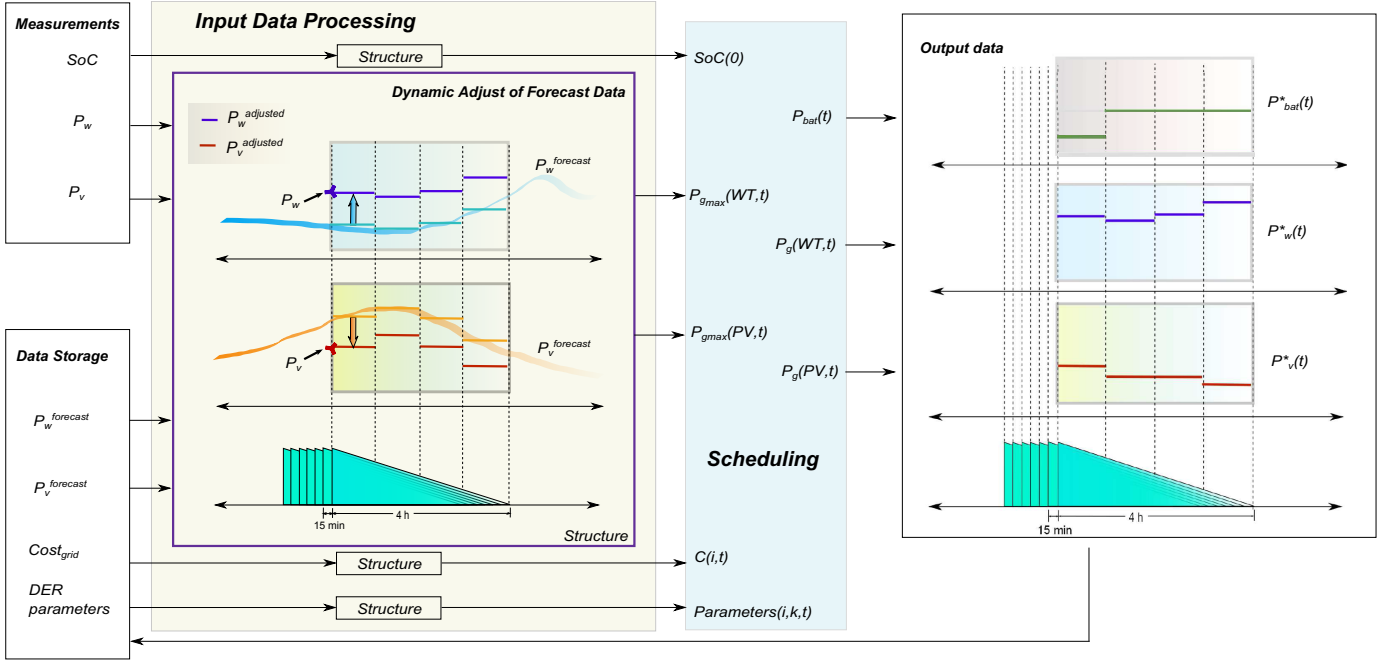 Measurements
SoC
P_w
P_v
Data Storage
P_w^forecast
P_v^forecast
Cost_grid
DER
parameters
Input Data Processing
Structure
Dynamic Adjust of Forecast Data
P_w^adjusted
P_v^adjusted
P_w
P_w^forecast
P_v
P_v^forecast
15 min
4 h
Structure
Structure
Structure
SoC(0)
P_bat(t)
P_gmax(WT,t)
P_g(WT,t)
P_gmax(PV,t)
P_g(PV,t)
Scheduling
C(i,t)
Parameters(i,k,t)
Output data
P*_bat(t)
P*_w(t)
P*_v(t)
15 min
4 h